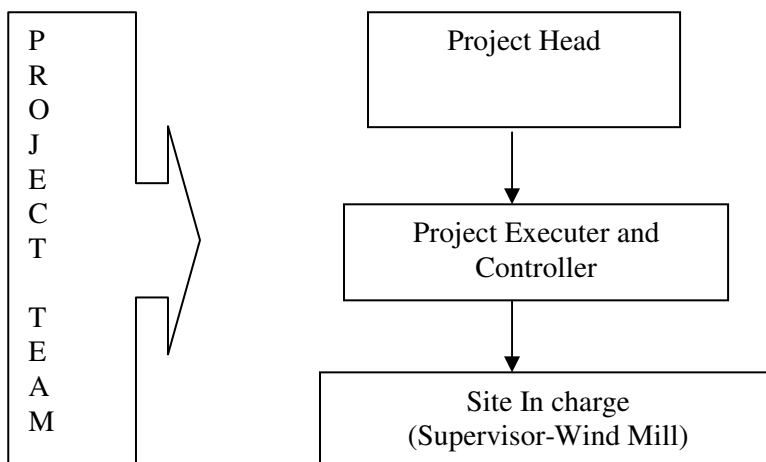 P
R
O
J
E
C
T
T
E
A
M
Project Head
Project Executer and
Controller
Site In charge
(Supervisor-Wind Mill)